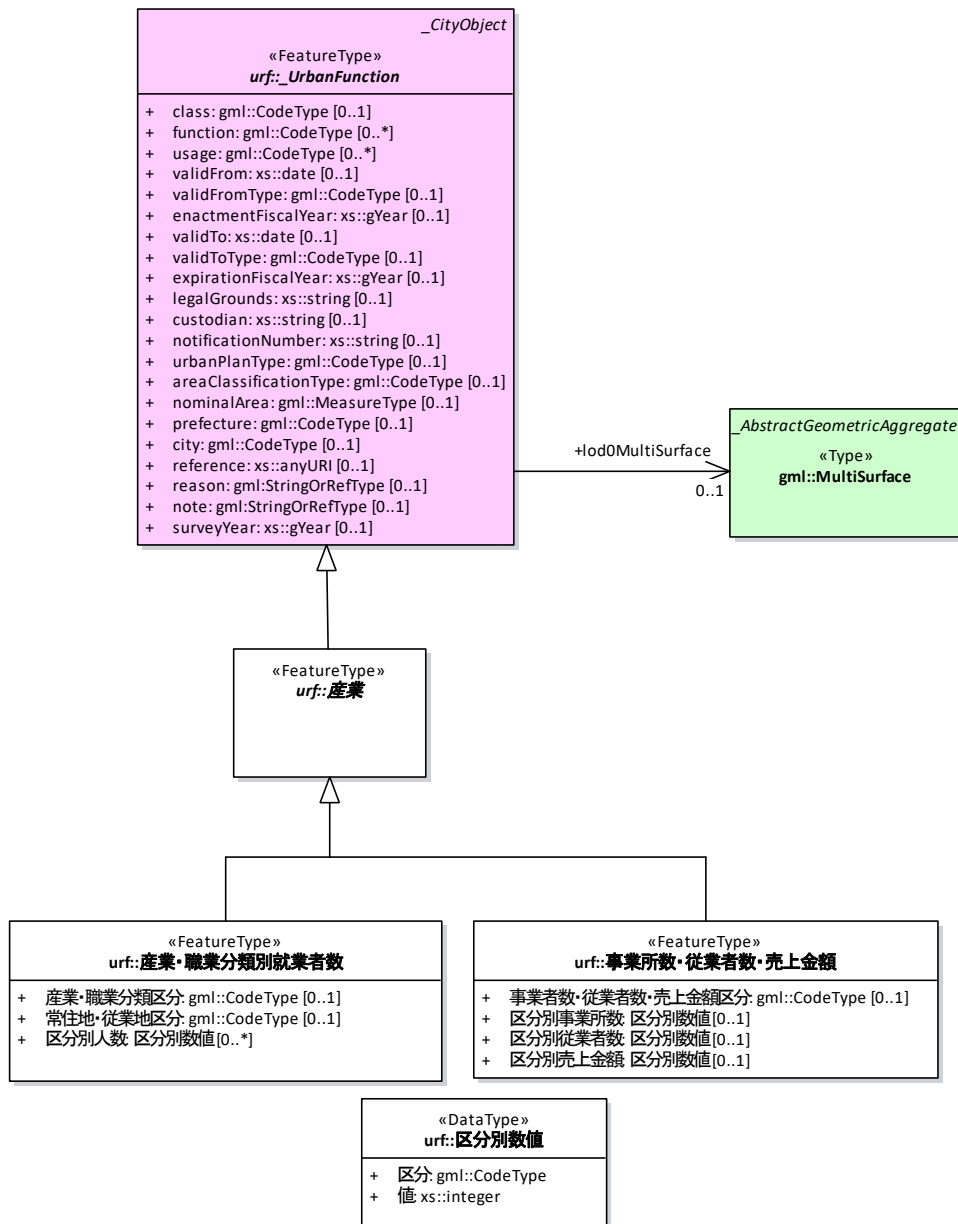 _CityObject
«FeatureType»
urf::_UrbanFunction
+ class: gml::CodeType [0..1]
+ function: gml::CodeType [0..*]
+ usage: gml::CodeType [0..*]
+ validFrom: xs::date [0..1]
+ validFromType: gml::CodeType [0..1]
+ enactmentFiscalYear: xs::gYear [0..1]
+ validTo: xs::date [0..1]
+ validToType: gml::CodeType [0..1]
+ expirationFiscalYear: xs::gYear [0..1]
+ legalGrounds: xs::string [0..1]
+ custodian: xs::string [0..1]
+ notificationNumber: xs::string [0..1]
+ urbanPlanType: gml::CodeType [0..1]
+ areaClassificationType: gml::CodeType [0..1]
+ nominalArea: gml::MeasureType [0..1]
+ prefecture: gml::CodeType [0..1]
+ city: gml::CodeType [0..1]
+ reference: xs::anyURI [0..1]
+ reason: gml:StringOrRefType [0..1]
+ note: gml:StringOrRefType [0..1]
+ surveyYear: xs::gYear [0..1]
+lod0MultiSurface
0..1
_AbstractGeometricAggregate
«Type»
gml::MultiSurface
«FeatureType»
urf::産業
«FeatureType»
urf::産業・職業分類別就業者数
+ 産業・職業分類区分: gml::CodeType [0..1]
+ 常住地・従業地区分: gml::CodeType [0..1]
+ 区分別人数: 区分別数値 [0..*]
«FeatureType»
urf::事業所数・従業者数・売上金額
+ 事業者数・従業者数・売上金額区分: gml::CodeType [0..1]
+ 区分別事業所数: 区分別数値 [0..1]
+ 区分別従業者数: 区分別数値 [0..1]
+ 区分別売上金額: 区分別数値 [0..1]
«DataType»
urf::区分別数値
+ 区分: gml::CodeType
+ 値: xs::integer